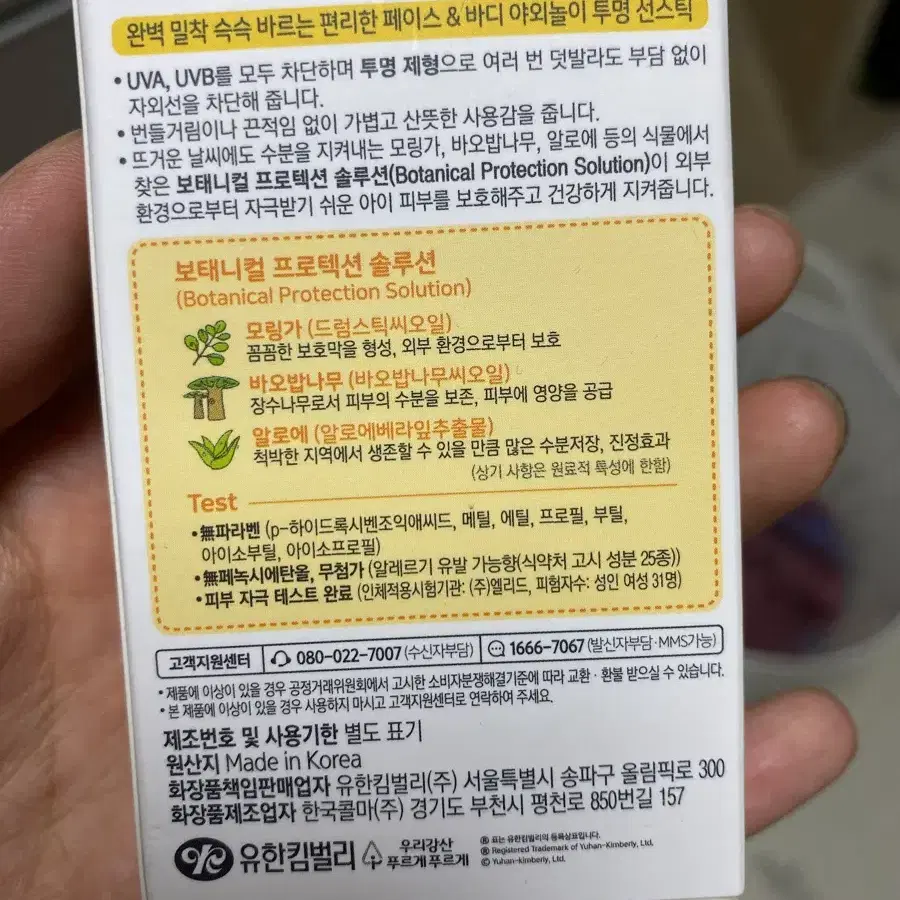 완벽 밀착 슥슥 바르는 편리한 페이스 & 바디 야외놀이 투명 선스틱
• UVA, UVB를 모두 차단하며 투명 제형으로 여러 번 덧발라도 부담 없이
자외선을 차단해 줍니다.
• 번들거림이나 끈적임 없이 가볍고 산뜻한 사용감을 줍니다.
• 뜨거운 날씨에도 수분을 지켜내는 모링가, 바오밥나무, 알로에 등의 식물에서
찾은 보태니컬 프로텍션 솔루션(Botanical Protection Solution)이 외부
환경으로부터 자극받기 쉬운 아이 피부를 보호해주고 건강하게 지켜줍니다.
보태니컬 프로텍션 솔루션
(Botanical Protection Solution)
모링가 (드럼스틱씨오일)
꼼꼼한 보호막을 형성, 외부 환경으로부터 보호
바오밥나무 (바오밥나무씨오일)
장수나무로서 피부의 수분을 보존, 피부에 영양을 공급
알로에 (알로에베라잎추출물)
척박한 지역에서 생존할 수 있을 만큼 많은 수분저장, 진정효과
(상기 사항은 원료적 특성에 한함)
Test
• 無파라벤 (p-하이드록시벤조익애씨드, 메틸, 에틸, 프로필, 부틸,
아이소부틸, 아이소프로필)
• 無페녹시에탄올, 무첨가 (알레르기 유발 가능향(식약처 고시 성분 25종))
• 피부 자극 테스트 완료 (인체적용시험기관: (주)엘리드, 피험자수: 성인 여성 31명)
고객지원센터 080-022-7007 (수신자부담) 1666-7067 (발신자부담·MMS가능)
• 제품에 이상이 있을 경우 공정거래위원회에서 고시한 소비자분쟁해결기준에 따라 교환·환불 받으실 수 있습니다.
• 본 제품에 이상이 있을 경우 사용하지 마시고 고객지원센터로 연락하여 주세요.
제조번호 및 사용기한 별도 표기
원산지 Made in Korea
화장품책임판매업자 유한킴벌리(주) 서울특별시 송파구 올림픽로 300
화장품제조업자 한국콜마(주) 경기도 부천시 평천로 850번길 157
유한킴벌리 우리강산
푸르게 푸르게
® 표는 유한킴벌리의 등록상표입니다.
® Registered Trademark of Yuhan-Kimberly, Ltd.
© Yuhan-Kimberly, Ltd.